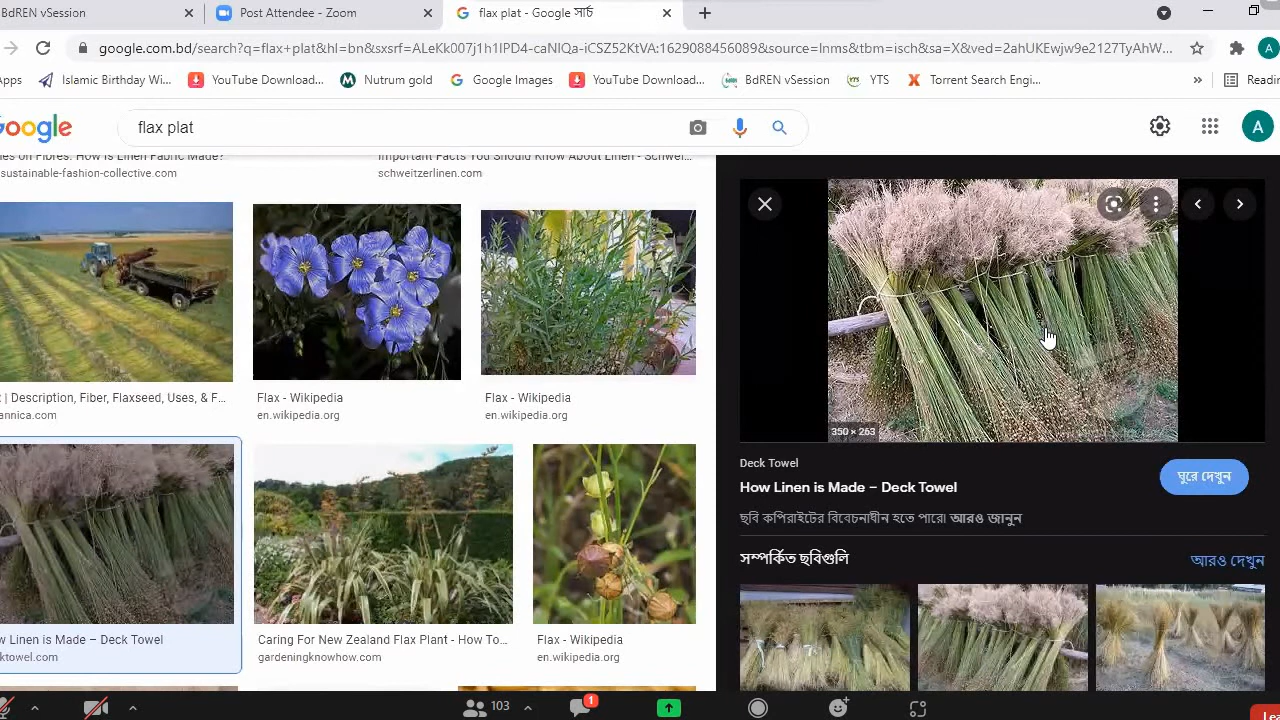 BdREN vSession
Post Attendee - Zoom
flax plat - Google সার্চ
google.com.bd/search?q=flax+plat&hl=bn&sxsrf=ALeKk007j1h1IPD4-caNIQa-iCSZ52KtVA:1629088456089&source=lnms&tbm=isch&sa=X&ved=2ahUKEwjw9e2127TyAhW...
Apps
Islamic Birthday Wi...
YouTube Download...
Nutrum gold
Google Images
YouTube Download...
BdREN vSession
YTS
Torrent Search Engi...
»
Readin
Google
flax plat
A
es on Fibres: How is Linen Fabric Made?
Important Facts You Should Know About Linen - Schwei...
sustainable-fashion-collective.com
schweitzerlinen.com
| Description, Fiber, Flaxseed, Uses, & F...
Flax - Wikipedia
Flax - Wikipedia
annica.com
en.wikipedia.org
en.wikipedia.org
350 × 263
Deck Towel
How Linen is Made – Deck Towel
ঘুরে দেখুন
ছবি কপিরাইটের বিবেচনাধীন হতে পারে। আরও জানুন
সম্পর্কিত ছবিগুলি
আরও দেখুন
w Linen is Made – Deck Towel
Caring For New Zealand Flax Plant - How To...
Flax - Wikipedia
ktowel.com
gardeningknowhow.com
en.wikipedia.org
103
1
Lea